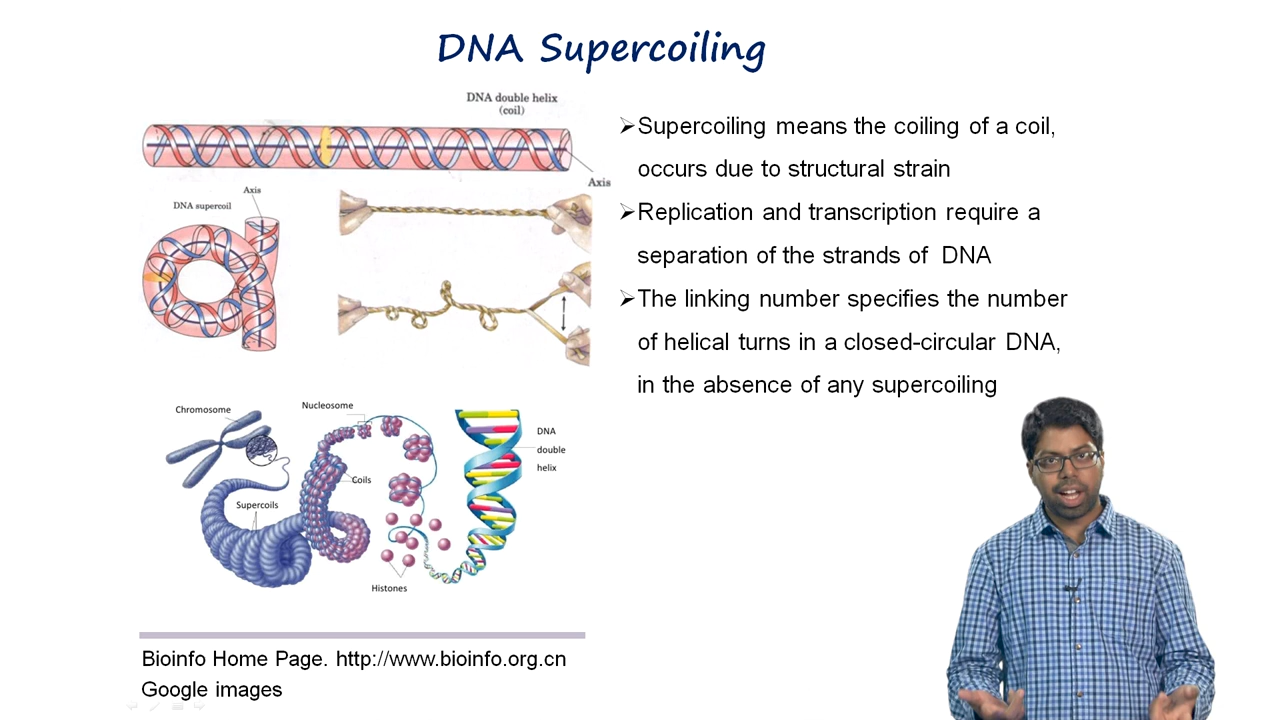 DNA Supercoiling
DNA double helix
(coil)
Axis
Axis
DNA supercoil
➢Supercoiling means the coiling of a coil,
occurs due to structural strain
➢Replication and transcription require a
separation of the strands of DNA
➢The linking number specifies the number
of helical turns in a closed-circular DNA,
in the absence of any supercoiling
Chromosome
Nucleosome
DNA
double
helix
Coils
Supercoils
Histones
Bioinfo Home Page. http://www.bioinfo.org.cn
Google images